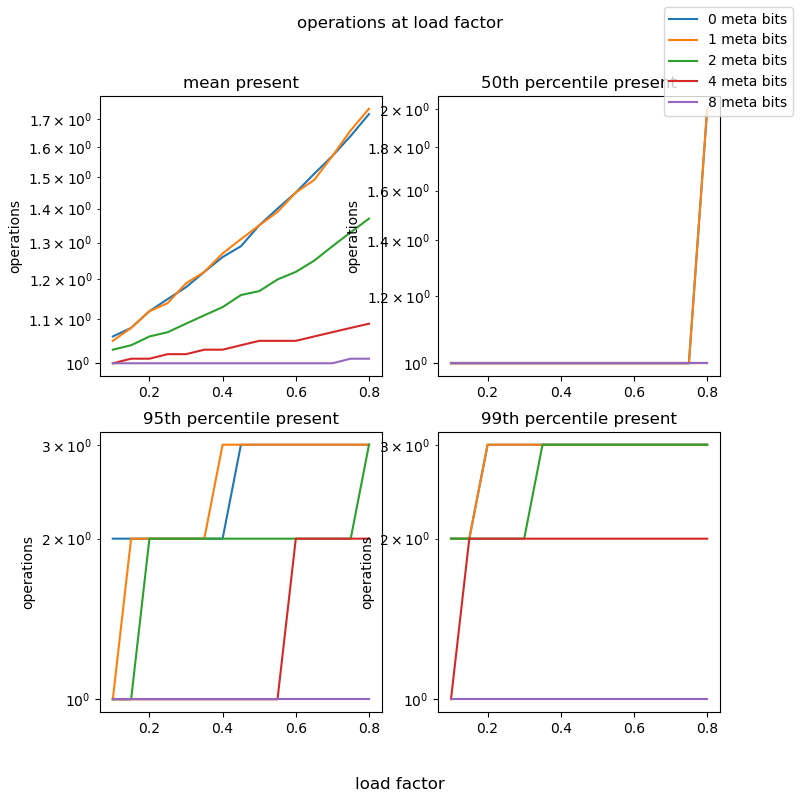 operations at load factor
0 meta bits
1 meta bits
2 meta bits
4 meta bits
8 meta bits
mean present
operations
1.7 × 10⁰
1.6 × 10⁰
1.5 × 10⁰
1.4 × 10⁰
1.3 × 10⁰
1.2 × 10⁰
1.1 × 10⁰
10⁰
0.2 0.4 0.6 0.8
50th percentile present
operations
2 × 10⁰
1.8 × 10⁰
1.6 × 10⁰
1.4 × 10⁰
1.2 × 10⁰
10⁰
0.2 0.4 0.6 0.8
95th percentile present
operations
3 × 10⁰
2 × 10⁰
10⁰
0.2 0.4 0.6 0.8
99th percentile present
operations
3 × 10⁰
2 × 10⁰
10⁰
0.2 0.4 0.6 0.8
load factor